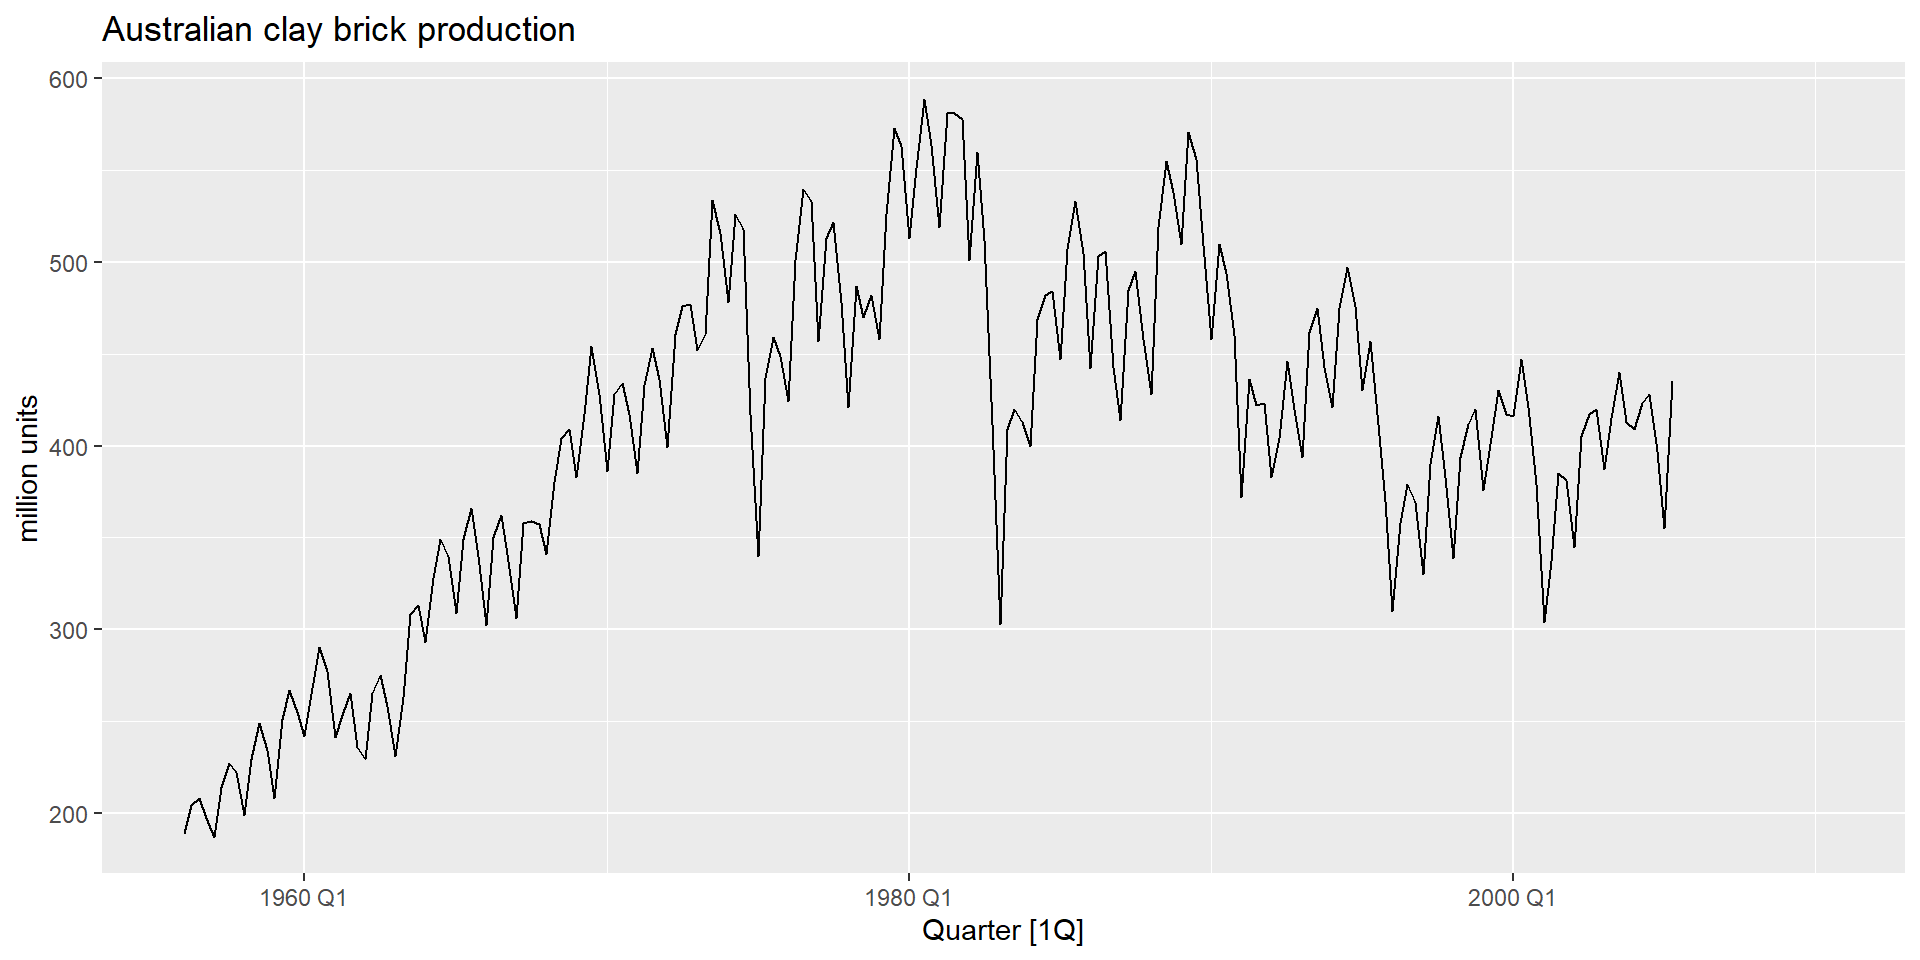 Australian clay brick production
600
500
400
300
200
million units
1960 Q1
1980 Q1
2000 Q1
Quarter [1Q]